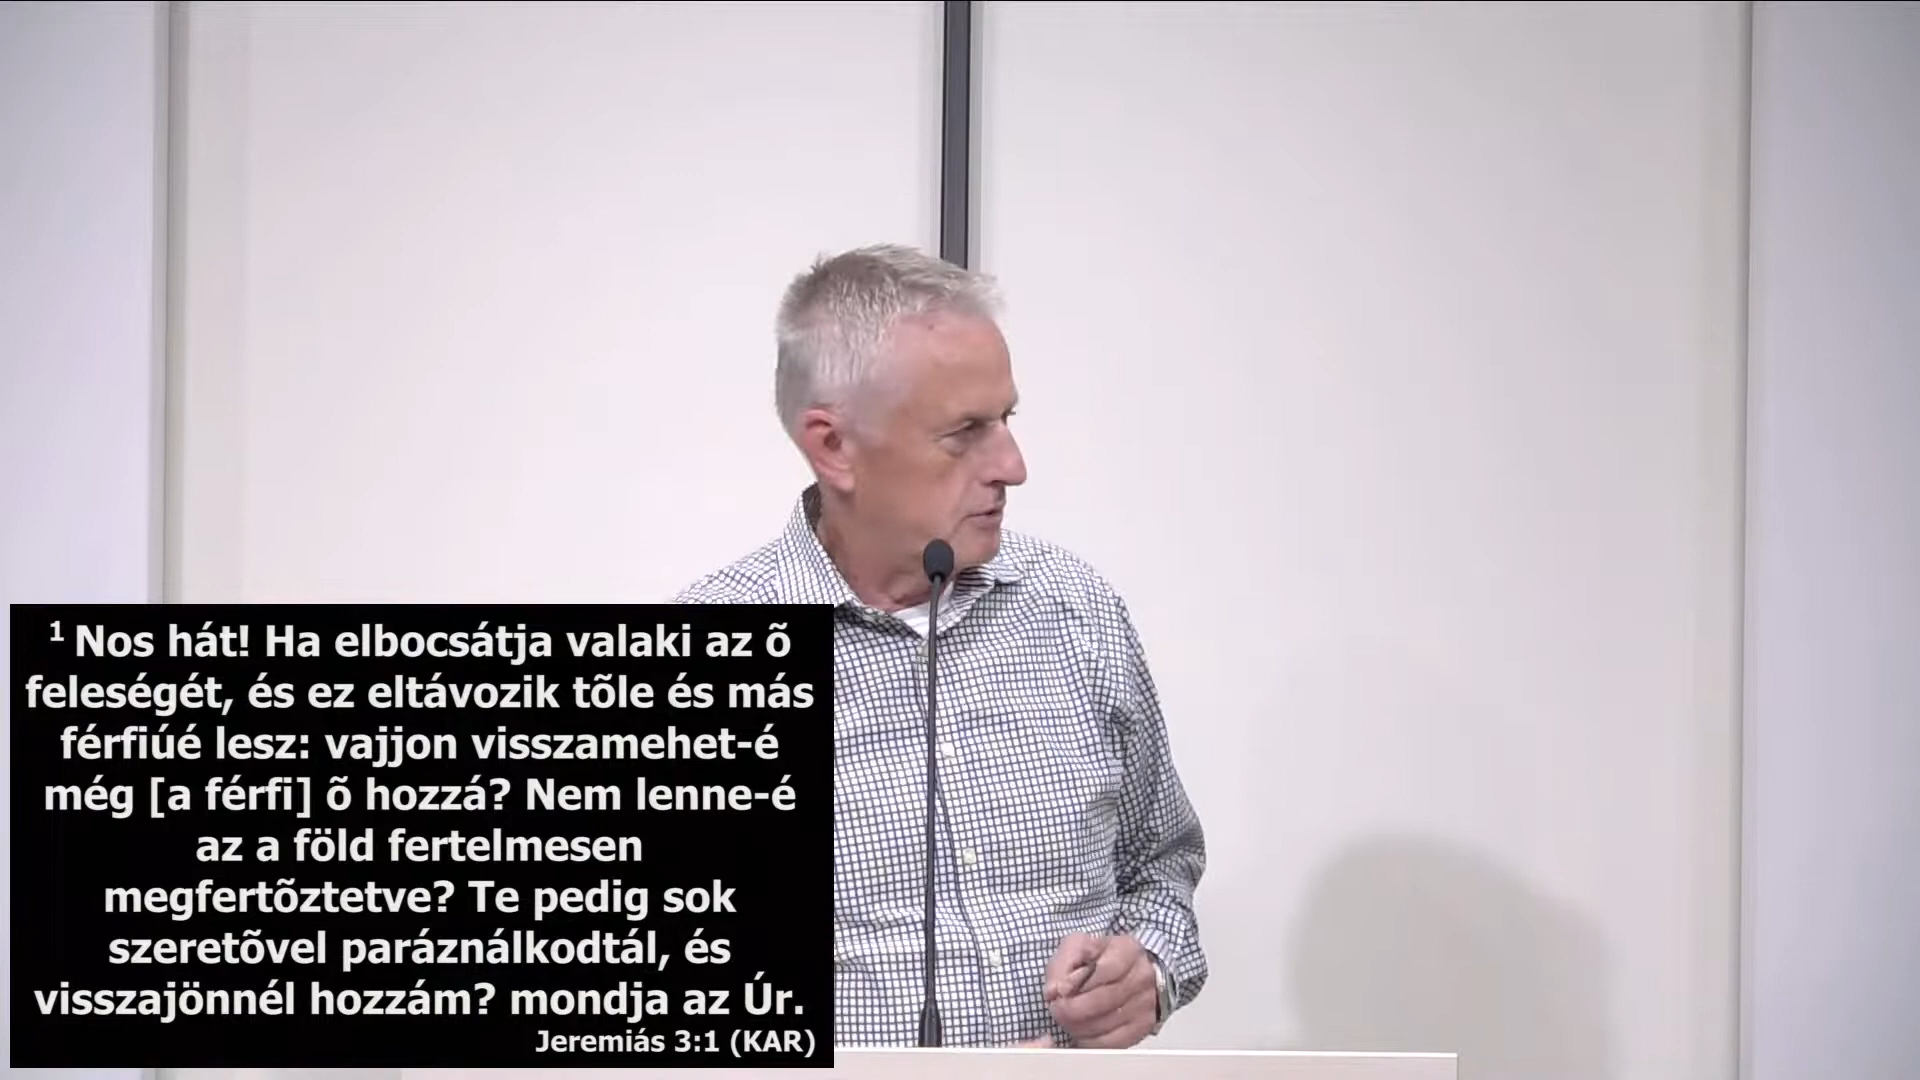 1 Nos hát! Ha elbocsátja valaki az õ
feleségét, és ez eltávozik tõle és más
férfiúé lesz: vajjon visszamehet-é
még [a férfi] õ hozzá? Nem lenne-é
az a föld fertelmesen
megfertõztetve? Te pedig sok
szeretõvel paráználkodtál, és
visszajönnél hozzám? mondja az Úr.
Jeremiás 3:1 (KAR)